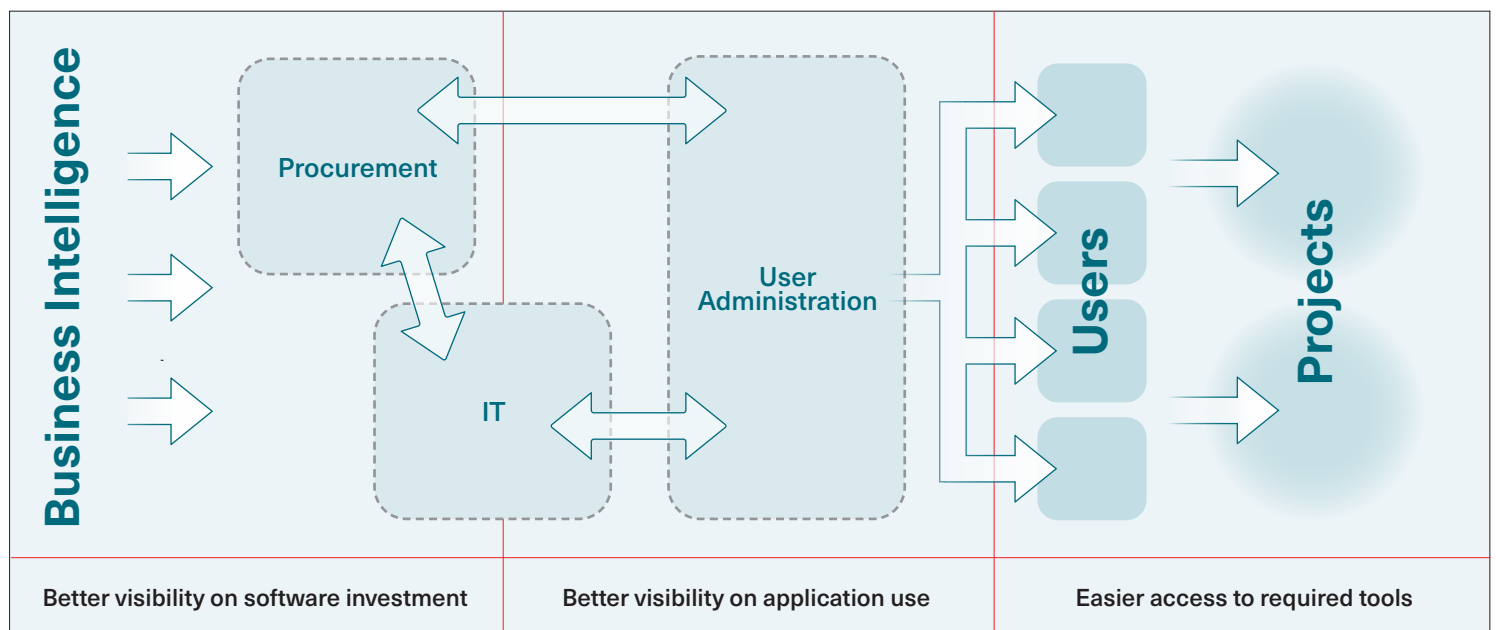 Business Intelligence
Procurement
IT
User
Administration
Users
Projects
Better visibility on software investment
Better visibility on application use
Easier access to required tools